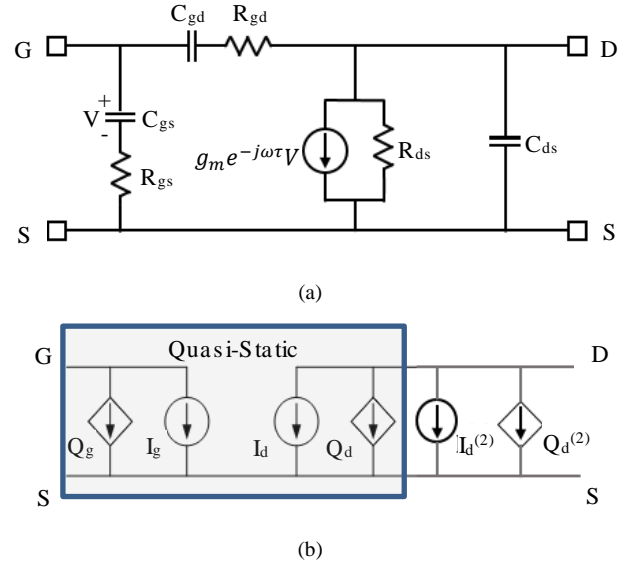 C_gd R_gd
G D
V + - C_gs
g_m e^{-jωτ}V R_ds C_ds
R_gs
S S
(a)
G Quasi-Static D
Q_g I_g I_d Q_d I_d^(2) Q_d^(2)
S S
(b)